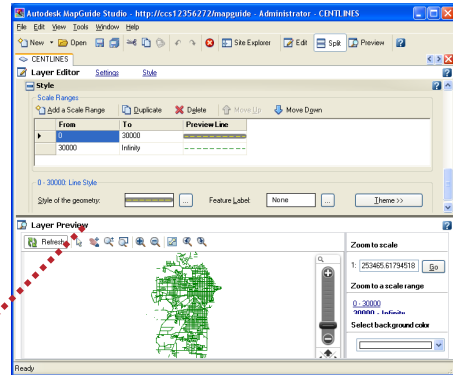 Autodesk MapGuide Studio - http://ccs12356272/mapguide - Administrator - CENTLINES
File Edit View Tools Window Help
New Open Site Explorer Edit Split Preview
CENTLINES
Layer Editor Settings Style
Style
Scale Ranges
Add a Scale Range Duplicate Delete Move Up Move Down
From To Preview Line
0 30000
30000 Infinity
0 - 30000: Line Style
Style of the geometry: ... Feature Label: None ... Theme >>
Layer Preview
Refresh
Zoom to scale
1: 253465.61794518 Go
Zoom to a scale range
0 - 30000
30000 - Infinity
Select background color
Ready